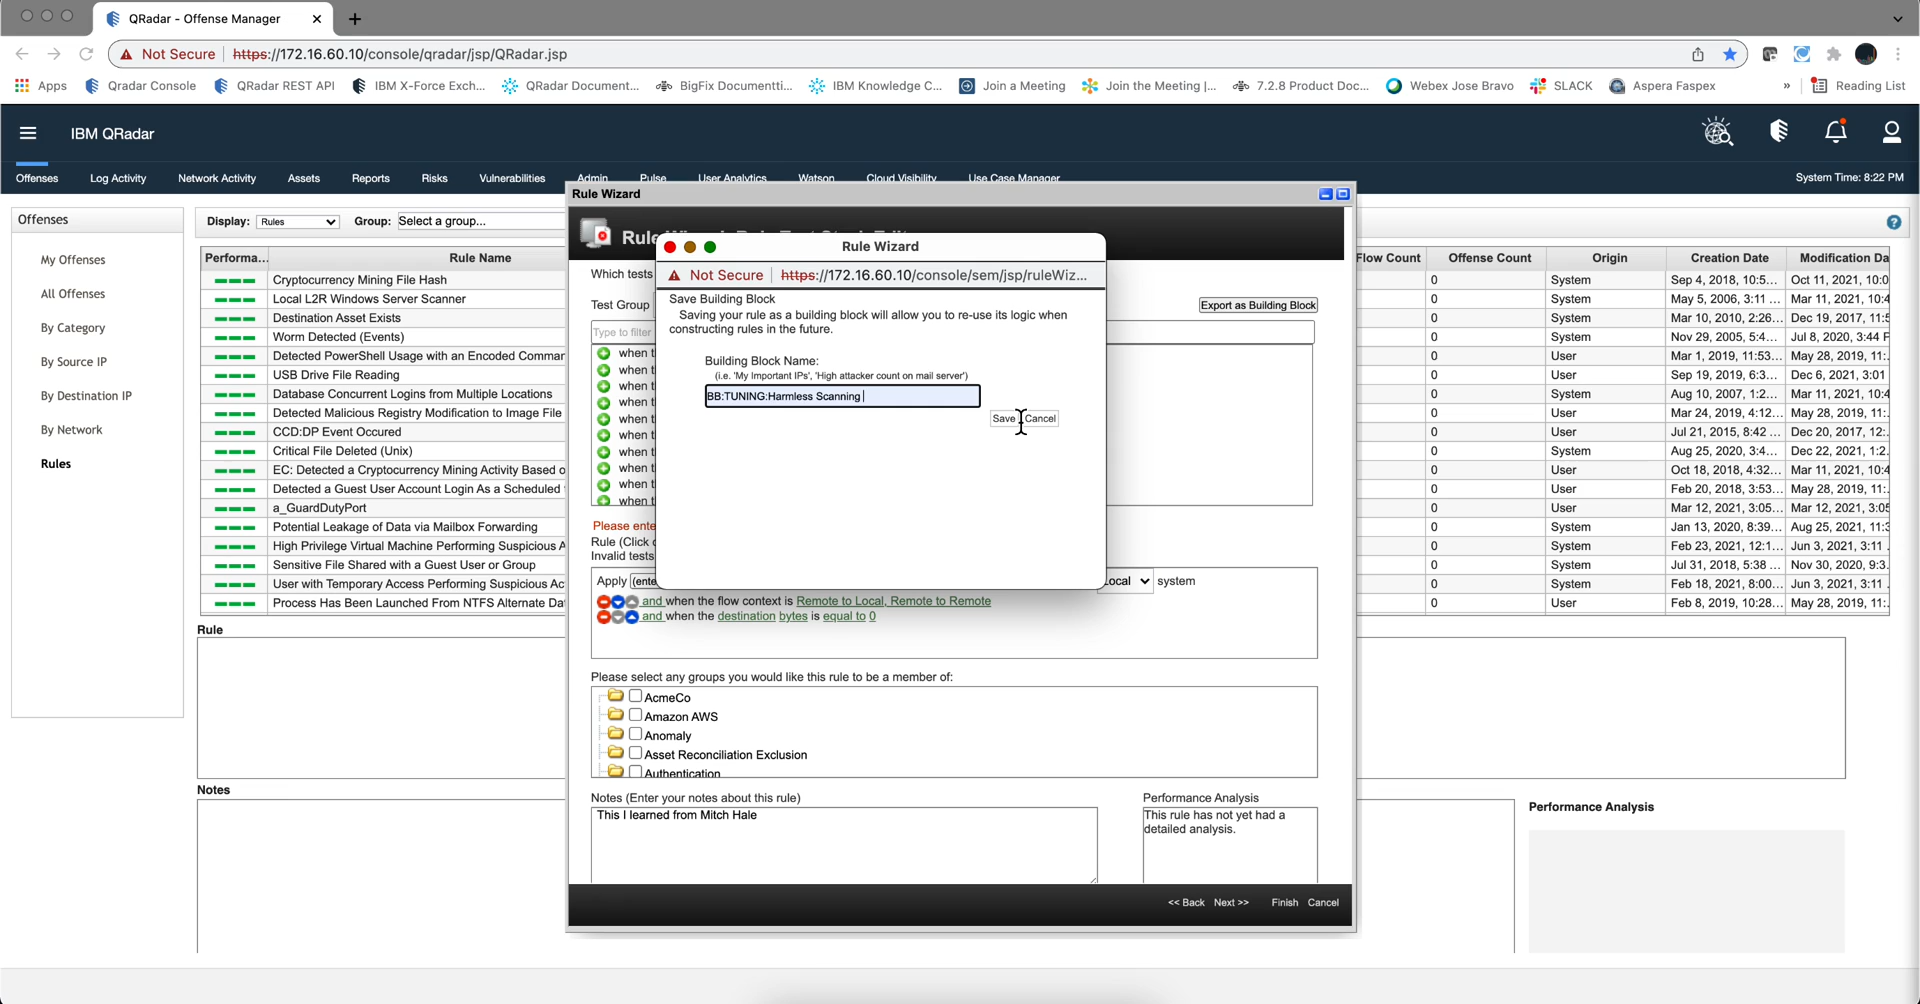 QRadar - Offense Manager
Not Secure https://172.16.60.10/console/qradar/jsp/QRadar.jsp
Apps Qradar Console QRadar REST API IBM X-Force Exch... QRadar Document... BigFix Documentti... IBM Knowledge C... Join a Meeting Join the Meeting |... 7.2.8 Product Doc... Webex Jose Bravo SLACK Aspera Faspex » Reading List
IBM QRadar
Offenses Log Activity Network Activity Assets Reports Risks Vulnerabilities Admin Pulse User Analytics Watson Cloud Visibility Use Case Manager System Time: 8:22 PM
Offenses
My Offenses
All Offenses
By Category
By Source IP
By Destination IP
By Network
Rules
Display: Rules Group: Select a group...
Performa... Rule Name
Cryptocurrency Mining File Hash
Local L2R Windows Server Scanner
Destination Asset Exists
Worm Detected (Events)
Detected PowerShell Usage with an Encoded Comman
USB Drive File Reading
Database Concurrent Logins from Multiple Locations
Detected Malicious Registry Modification to Image File
CCD:DP Event Occured
Critical File Deleted (Unix)
EC: Detected a Cryptocurrency Mining Activity Based o
Detected a Guest User Account Login As a Scheduled
a_GuardDutyPort
Potential Leakage of Data via Mailbox Forwarding
High Privilege Virtual Machine Performing Suspicious A
Sensitive File Shared with a Guest User or Group
User with Temporary Access Performing Suspicious Ac
Process Has Been Launched From NTFS Alternate Da
Rule
Notes
Rule Wizard
Which tests
Test Group
Export as Building Block
Type to filter
when t
when t
when t
when t
when t
when t
when t
when t
when t
when t
Please ente
Rule (Click
Invalid tests
Apply (ente ocal system
and when the flow context is Remote to Local, Remote to Remote
and when the destination bytes is equal to 0
Please select any groups you would like this rule to be a member of:
AcmeCo
Amazon AWS
Anomaly
Asset Reconciliation Exclusion
Authentication
Notes (Enter your notes about this rule)
This I learned from Mitch Hale
Performance Analysis
This rule has not yet had a
detailed analysis.
<< Back Next >> Finish Cancel
Rule Wizard
Not Secure https://172.16.60.10/console/sem/jsp/ruleWiz...
Save Building Block
Saving your rule as a building block will allow you to re-use its logic when
constructing rules in the future.
Building Block Name:
(i.e. 'My Important IPs', 'High attacker count on mail server')
BB:TUNING:Harmless Scanning
Save Cancel
Flow Count Offense Count Origin Creation Date Modification Da
0 System Sep 4, 2018, 10:5... Oct 11, 2021, 10:0
0 System May 5, 2006, 3:11 ... Mar 11, 2021, 10:4
0 System Mar 10, 2010, 2:26... Dec 19, 2017, 11:5
0 System Nov 29, 2005, 5:4... Jul 8, 2020, 3:44 P
0 User Mar 1, 2019, 11:53... May 28, 2019, 11:.
0 User Sep 19, 2019, 6:3... Dec 6, 2021, 3:01
0 System Aug 10, 2007, 1:2... Mar 11, 2021, 10:4
0 User Mar 24, 2019, 4:12... May 28, 2019, 11:.
0 User Jul 21, 2015, 8:42 ... Dec 20, 2017, 12:.
0 System Aug 25, 2020, 3:4... Dec 22, 2021, 1:2.
0 User Oct 18, 2018, 4:32... Mar 11, 2021, 10:4
0 User Feb 20, 2018, 3:53... May 28, 2019, 11:.
0 User Mar 12, 2021, 3:05... Mar 12, 2021, 3:05
0 System Jan 13, 2020, 8:39... Aug 25, 2021, 11:3
0 System Feb 23, 2021, 12:1... Jun 3, 2021, 3:11 .
0 System Jul 31, 2018, 5:38 ... Nov 30, 2020, 9:3.
0 System Feb 18, 2021, 8:00... Jun 3, 2021, 3:11 .
0 User Feb 8, 2019, 10:28... May 28, 2019, 11:.
Performance Analysis